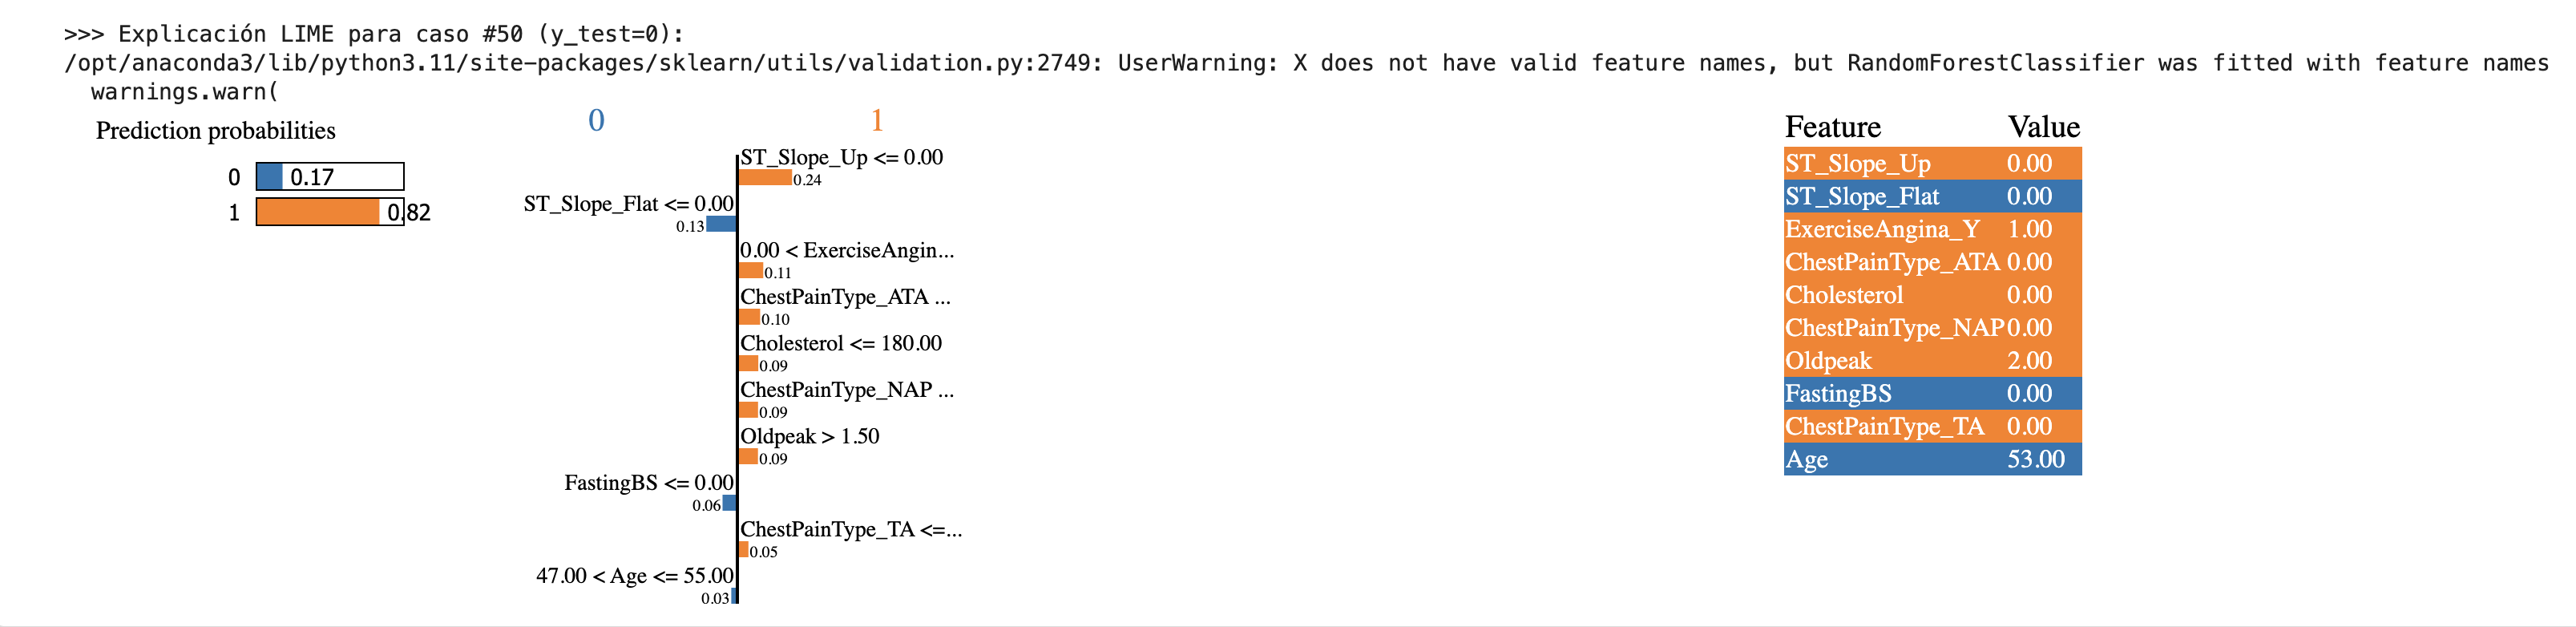 >>> Explicación LIME para caso #50 (y_test=0):
/opt/anaconda3/lib/python3.11/site-packages/sklearn/utils/validation.py:2749: UserWarning: X does not have valid feature names, but RandomForestClassifier was fitted with feature names
warnings.warn(
Prediction probabilities
0 0.17
1 0.82
0 1
ST_Slope_Up <= 0.00
0.24
ST_Slope_Flat <= 0.00
0.13
0.00 < ExerciseAngin...
0.11
ChestPainType_ATA ...
0.10
Cholesterol <= 180.00
0.09
ChestPainType_NAP ...
0.09
Oldpeak > 1.50
0.09
FastingBS <= 0.00
0.06
ChestPainType_TA <=...
0.05
47.00 < Age <= 55.00
0.03
Feature Value
ST_Slope_Up 0.00
ST_Slope_Flat 0.00
ExerciseAngina_Y 1.00
ChestPainType_ATA 0.00
Cholesterol 0.00
ChestPainType_NAP 0.00
Oldpeak 2.00
FastingBS 0.00
ChestPainType_TA 0.00
Age 53.00